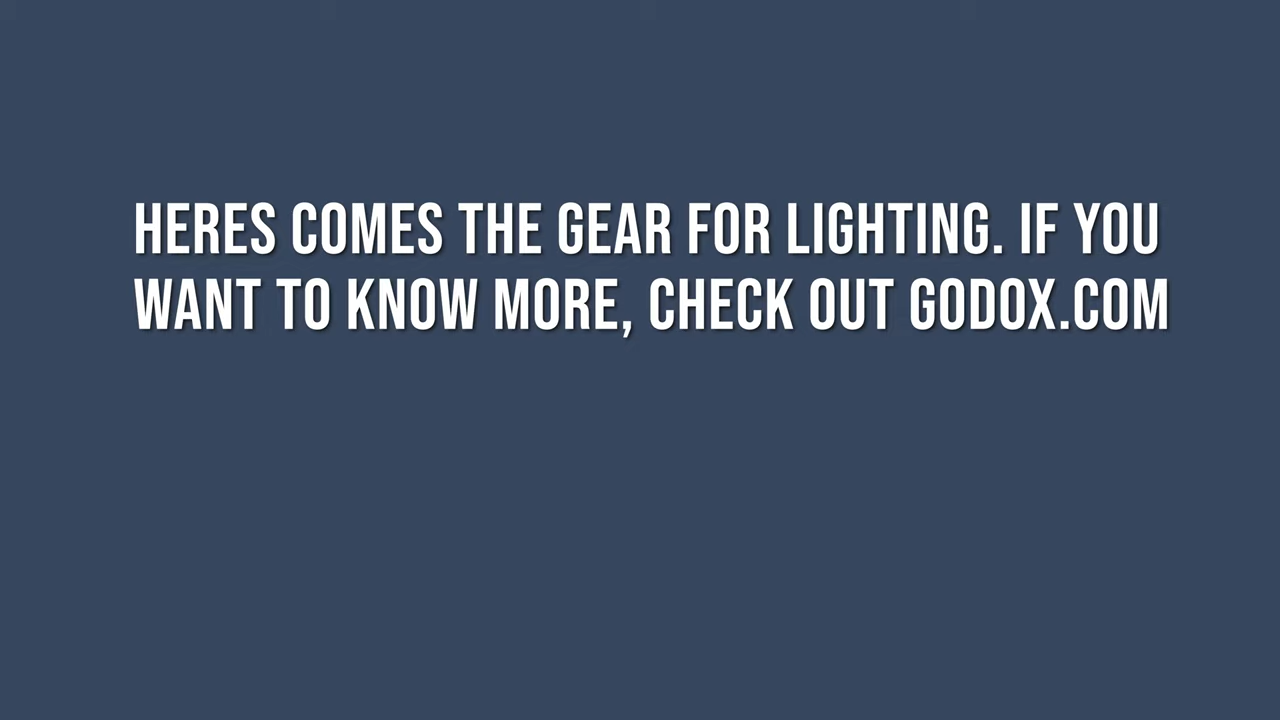 HERES COMES THE GEAR FOR LIGHTING. IF YOU
WANT TO KNOW MORE, CHECK OUT GODOX.COM